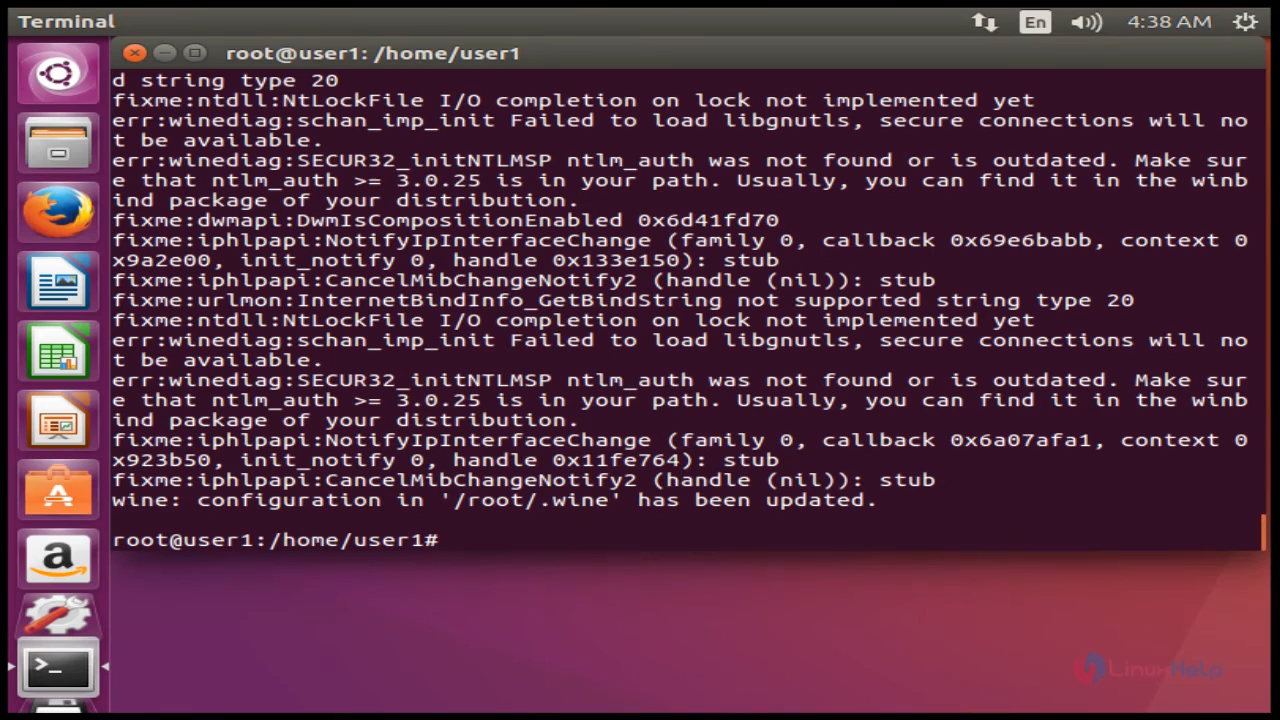 Terminal
En
4:38 AM
root@user1: /home/user1
d string type 20
fixme:ntdll:NtLockFile I/O completion on lock not implemented yet
err:winediag:schan_imp_init Failed to load libgnutls, secure connections will no
t be available.
err:winediag:SECUR32_initNTLMSP ntlm_auth was not found or is outdated. Make sur
e that ntlm_auth >= 3.0.25 is in your path. Usually, you can find it in the winb
ind package of your distribution.
fixme:dwmapi:DwmIsCompositionEnabled 0x6d41fd70
fixme:iphlpapi:NotifyIpInterfaceChange (family 0, callback 0x69e6babb, context 0
x9a2e00, init_notify 0, handle 0x133e150): stub
fixme:iphlpapi:CancelMibChangeNotify2 (handle (nil)): stub
fixme:urlmon:InternetBindInfo_GetBindString not supported string type 20
fixme:ntdll:NtLockFile I/O completion on lock not implemented yet
err:winediag:schan_imp_init Failed to load libgnutls, secure connections will no
t be available.
err:winediag:SECUR32_initNTLMSP ntlm_auth was not found or is outdated. Make sur
e that ntlm_auth >= 3.0.25 is in your path. Usually, you can find it in the winb
ind package of your distribution.
fixme:iphlpapi:NotifyIpInterfaceChange (family 0, callback 0x6a07afa1, context 0
x923b50, init_notify 0, handle 0x11fe764): stub
fixme:iphlpapi:CancelMibChangeNotify2 (handle (nil)): stub
wine: configuration in '/root/.wine' has been updated.
root@user1:/home/user1#
LinuxHelp